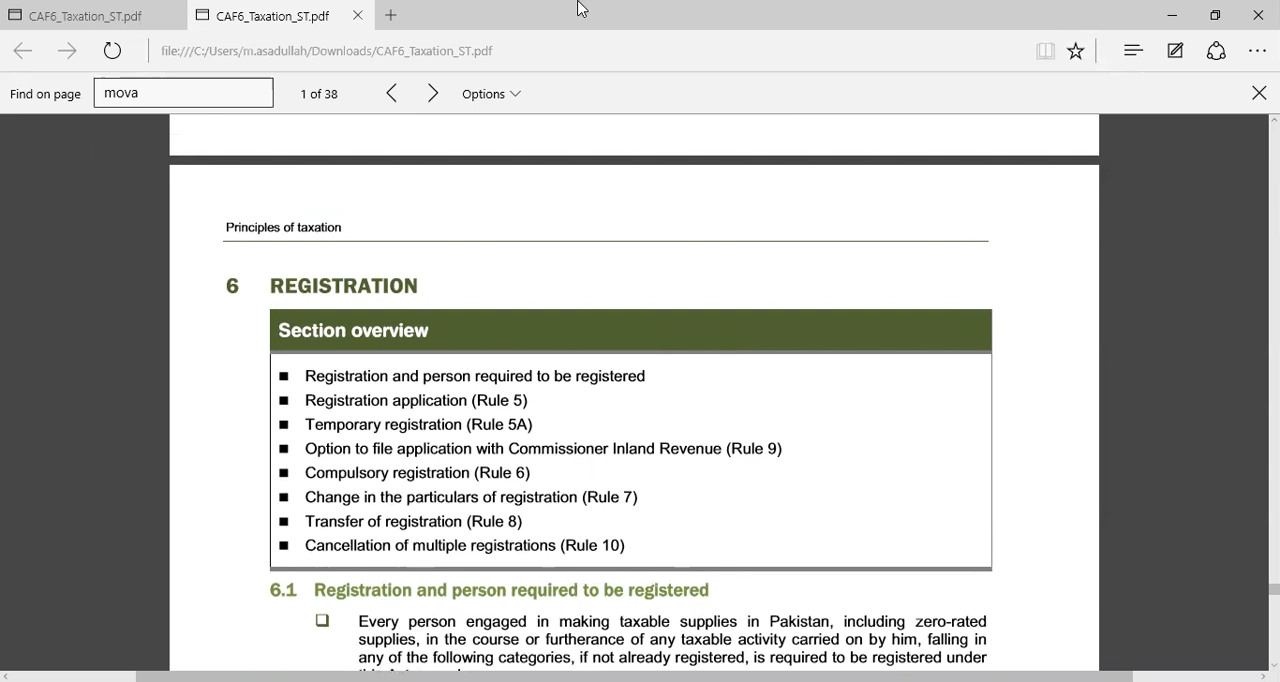 CAF6_Taxation_ST.pdf
CAF6_Taxation_ST.pdf
file:///C:/Users/m.asadullah/Downloads/CAF6_Taxation_ST.pdf
Find on page
mova
1 of 38
Options
Principles of taxation
6 REGISTRATION
Section overview
■ Registration and person required to be registered
■ Registration application (Rule 5)
■ Temporary registration (Rule 5A)
■ Option to file application with Commissioner Inland Revenue (Rule 9)
■ Compulsory registration (Rule 6)
■ Change in the particulars of registration (Rule 7)
■ Transfer of registration (Rule 8)
■ Cancellation of multiple registrations (Rule 10)
6.1 Registration and person required to be registered
❑ Every person engaged in making taxable supplies in Pakistan, including zero-rated
supplies, in the course or furtherance of any taxable activity carried on by him, falling in
any of the following categories, if not already registered, is required to be registered under